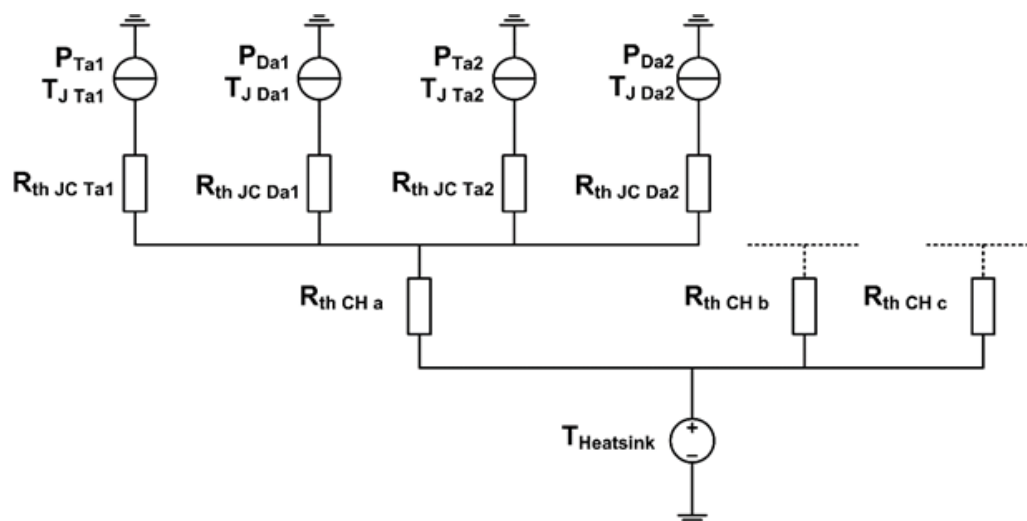 P Ta1
T J Ta1
P Da1
T J Da1
P Ta2
T J Ta2
P Da2
T J Da2
R th JC Ta1
R th JC Da1
R th JC Ta2
R th JC Da2
R th CH a
R th CH b
R th CH c
T Heatsink
+
−